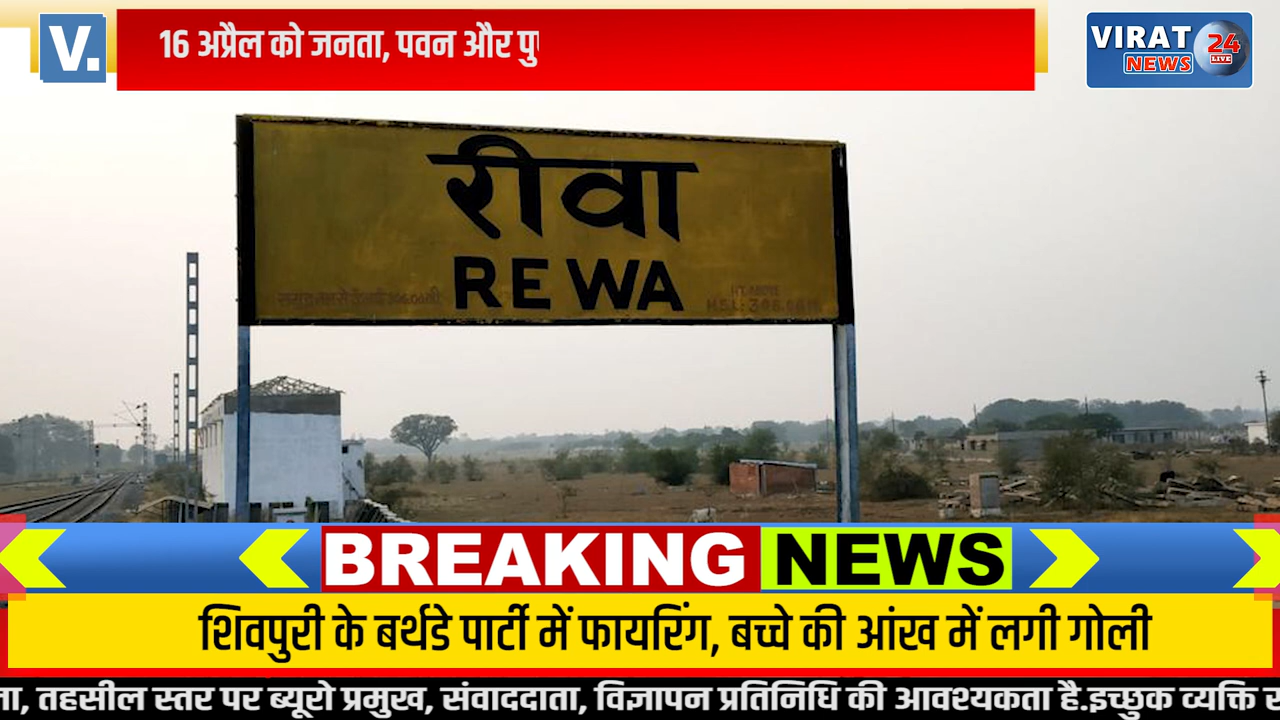 V.
16 अप्रैल को जनता, पवन और
VIRAT
NEWS
24
LIVE
रीवा
REWA
BREAKING NEWS
शिवपुरी के बर्थडे पार्टी में फायरिंग, बच्चे की आंख में लगी गोली
तहसील स्तर पर ब्यूरो प्रमुख, संवाददाता, विज्ञापन प्रतिनिधि की आवश्यकता है.इच्छुक व्यक्ति